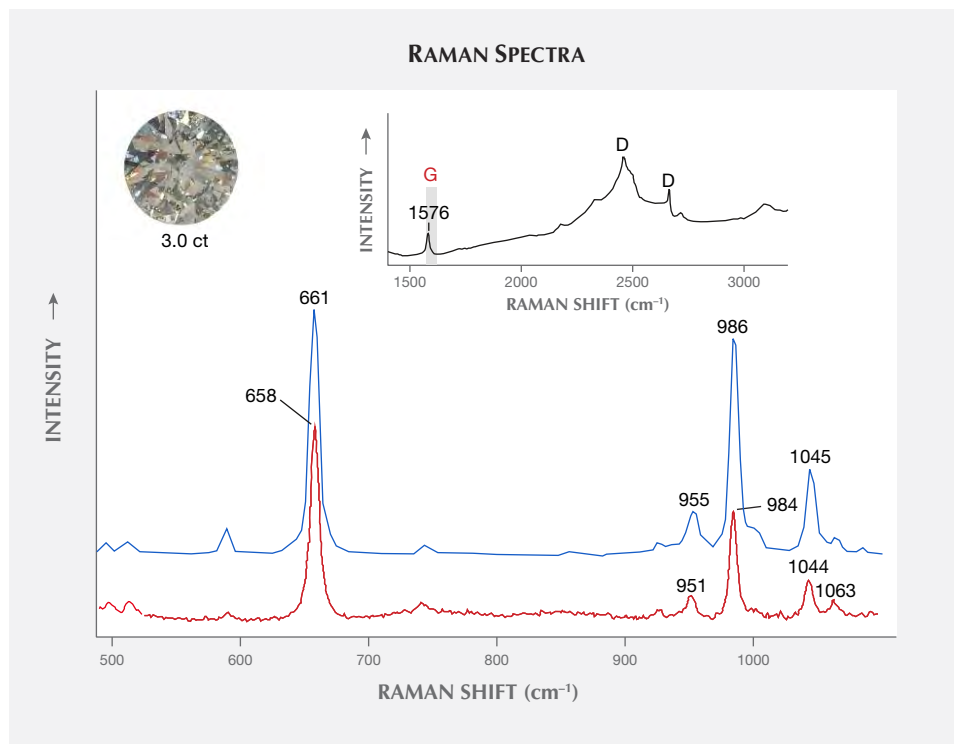 RAMAN SPECTRA
3.0 ct
INTENSITY
G
1576
D
D
1500 2000 2500 3000
RAMAN SHIFT (cm⁻¹)
INTENSITY
661
658
986
984
955
951
1045
1044
1063
500 600 700 800 900 1000
RAMAN SHIFT (cm⁻¹)